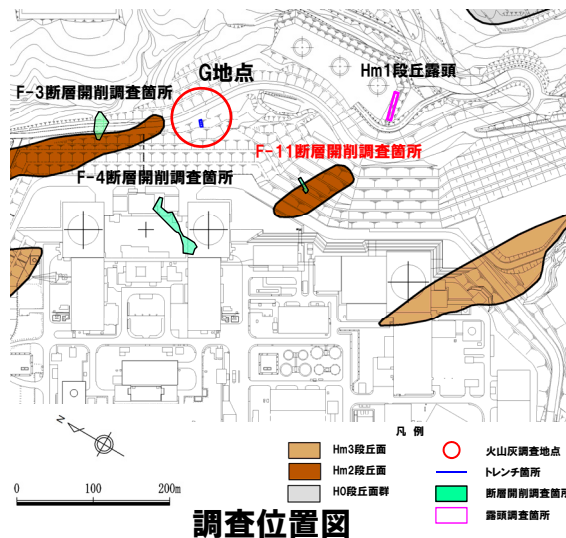 G地点
Hm1段丘露頭
F-3断層開削調査箇所
F-11断層開削調査箇所
F-4断層開削調査箇所
N
凡 例
Hm3段丘面
Hm2段丘面
H0段丘面群
火山灰調査地点
トレンチ箇所
断層開削調査箇所
露頭調査箇所
0 100 200m
調査位置図